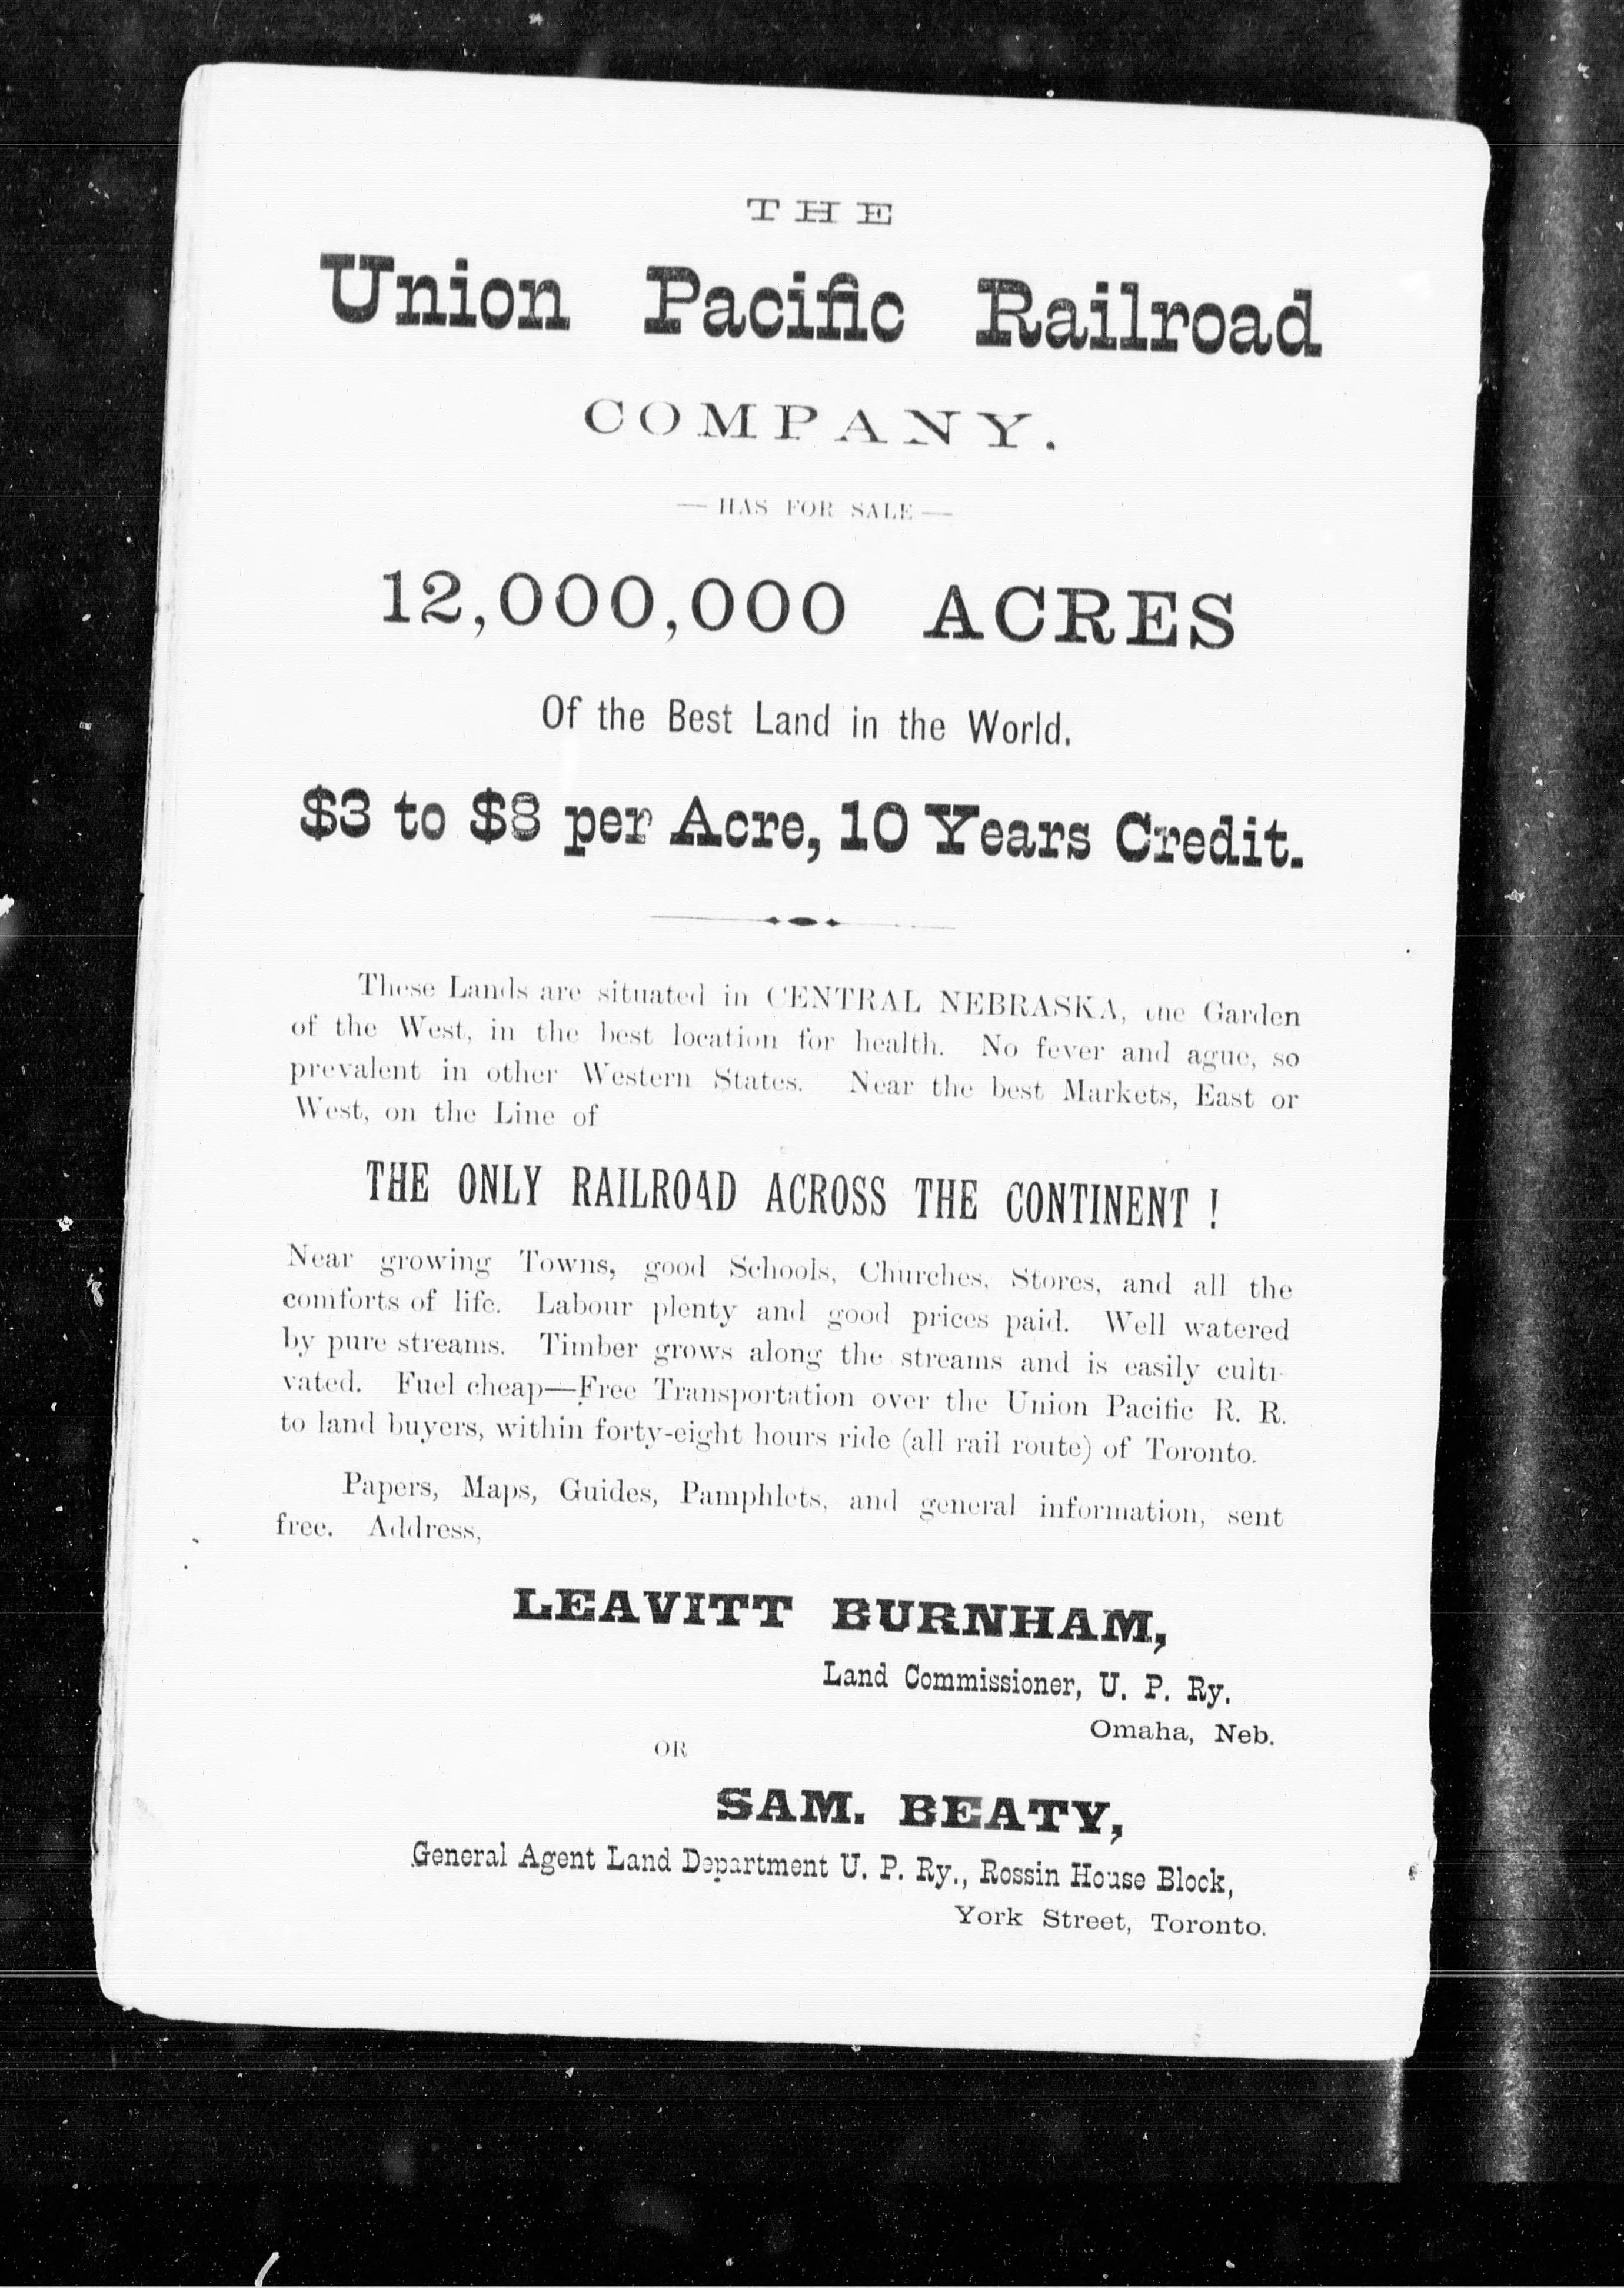 THE
Union Pacific Railroad
COMPANY.
— HAS FOR SALE —
12,000,000 ACRES
Of the Best Land in the World.
$3 to $8 per Acre, 10 Years Credit.
These Lands are situated in CENTRAL NEBRASKA, the Garden
of the West, in the best location for health. No fever and ague, so
prevalent in other Western States. Near the best Markets, East or
West, on the Line of
THE ONLY RAILROAD ACROSS THE CONTINENT !
Near growing Towns, good Schools, Churches, Stores, and all the
comforts of life. Labour plenty and good prices paid. Well watered
by pure streams. Timber grows along the streams and is easily culti-
vated. Fuel cheap—Free Transportation over the Union Pacific R. R.
to land buyers, within forty-eight hours ride (all rail route) of Toronto.
Papers, Maps, Guides, Pamphlets, and general information, sent
free. Address,
LEAVITT BURNHAM,
Land Commissioner, U. P. Ry.
Omaha, Neb.
OR
SAM. BEATY,
General Agent Land Department U. P. Ry., Rossin House Block,
York Street, Toronto.